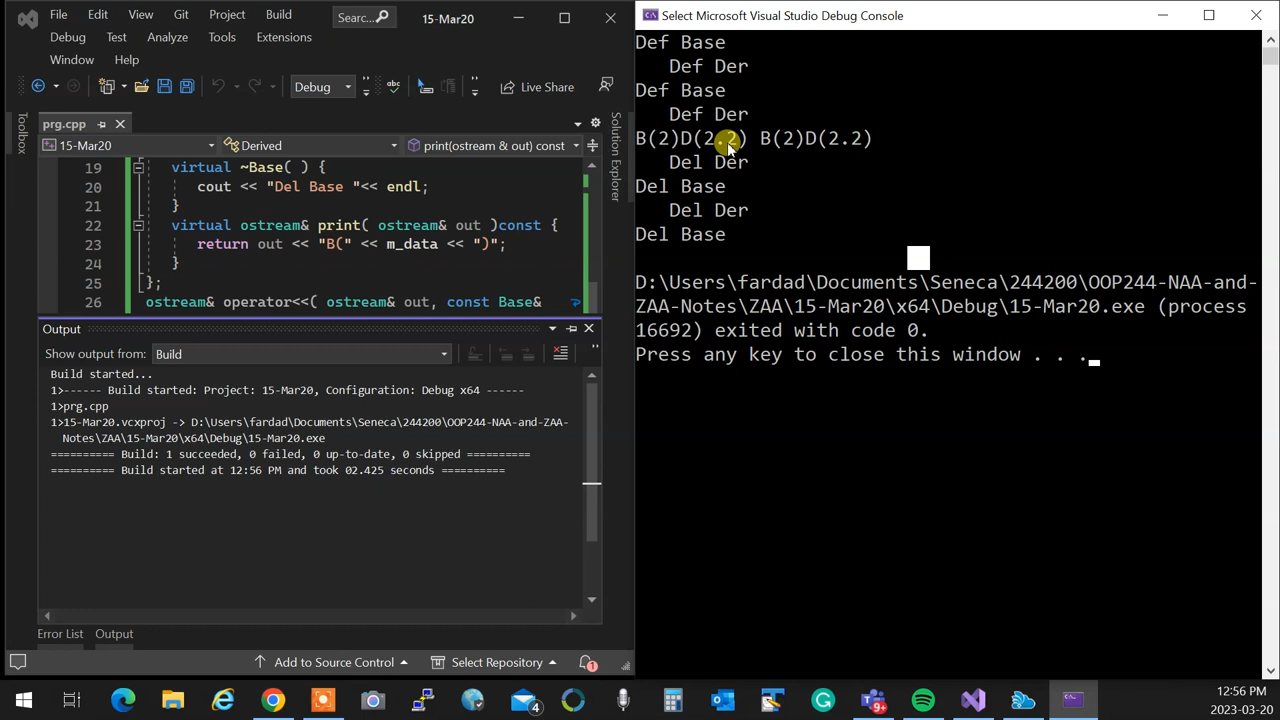 File Edit View Git Project Build Searc... 15-Mar20
Debug Test Analyze Tools Extensions
Window Help
Debug abc Live Share
prg.cpp
15-Mar20 Derived print(ostream & out) const
Toolbox
Solution Explorer
19 virtual ~Base( ) {
20 cout << "Del Base "<< endl;
21 }
22 virtual ostream& print( ostream& out )const {
23 return out << "B(" << m_data << ")";
24 }
25 };
26 ostream& operator<<( ostream& out, const Base&
Output
Show output from: Build
Build started...
1>------ Build started: Project: 15-Mar20, Configuration: Debug x64 ------
1>prg.cpp
1>15-Mar20.vcxproj -> D:\Users\fardad\Documents\Seneca\244200\OOP244-NAA-and-ZAA-
Notes\ZAA\15-Mar20\x64\Debug\15-Mar20.exe
========== Build: 1 succeeded, 0 failed, 0 up-to-date, 0 skipped ==========
========== Build started at 12:56 PM and took 02.425 seconds ==========
Error List Output
Add to Source Control Select Repository 1
Select Microsoft Visual Studio Debug Console
Def Base
Def Der
Def Base
Def Der
B(2)D(2.2) B(2)D(2.2)
Del Der
Del Base
Del Der
Del Base
D:\Users\fardad\Documents\Seneca\244200\OOP244-NAA-and-
ZAA-Notes\ZAA\15-Mar20\x64\Debug\15-Mar20.exe (process
16692) exited with code 0.
Press any key to close this window . . .
4
9+
12:56 PM
2023-03-20